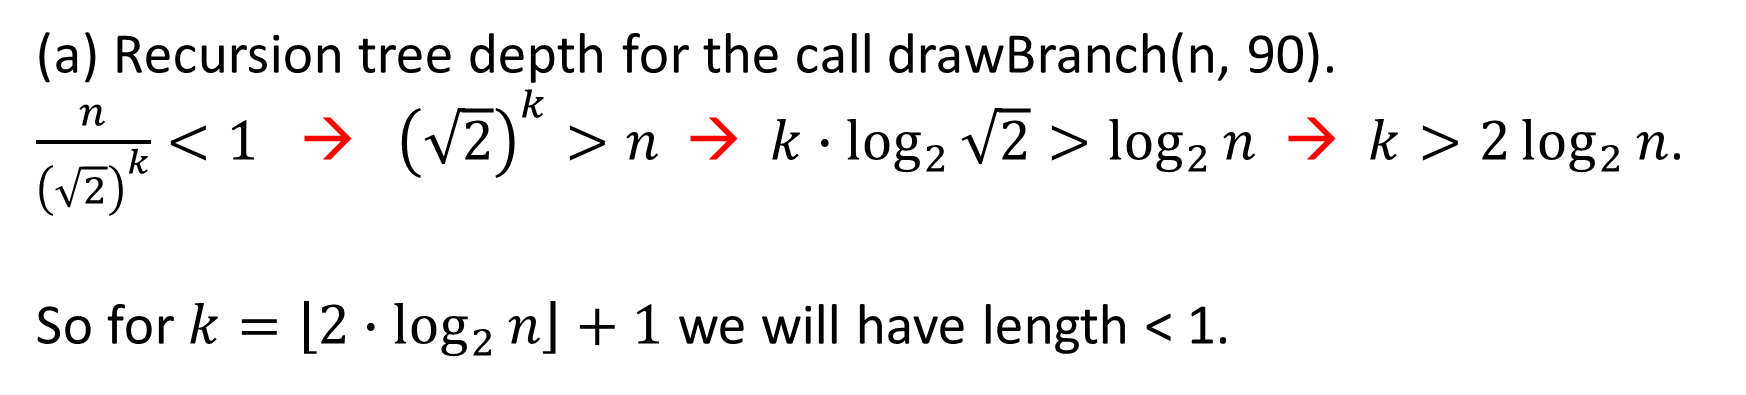 (a) Recursion tree depth for the call drawBranch(n, 90).
n/(√2)^k < 1 → (√2)^k > n → k · log₂ √2 > log₂ n → k > 2 log₂ n.
So for k = ⌊2 · log₂ n⌋ + 1 we will have length < 1.